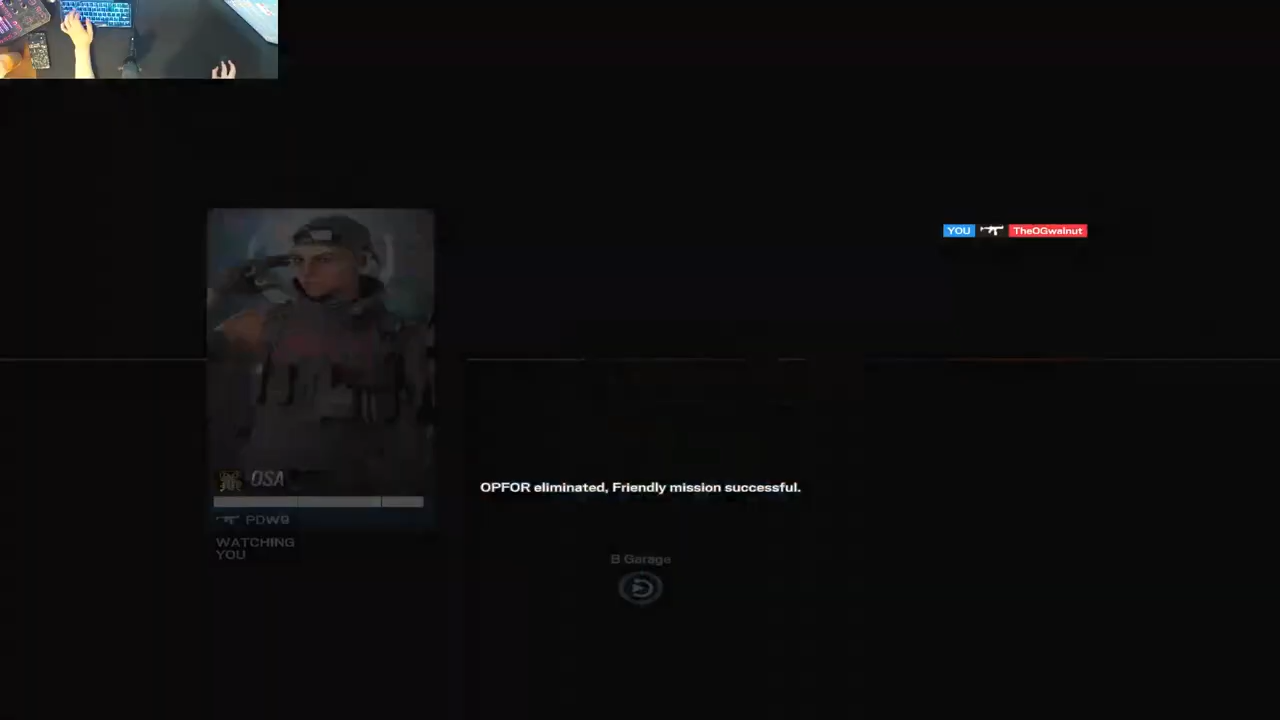 YOU TheOGwalnut
OSA
OPFOR eliminated, Friendly mission successful.
PDW9
WATCHING
YOU
B Garage